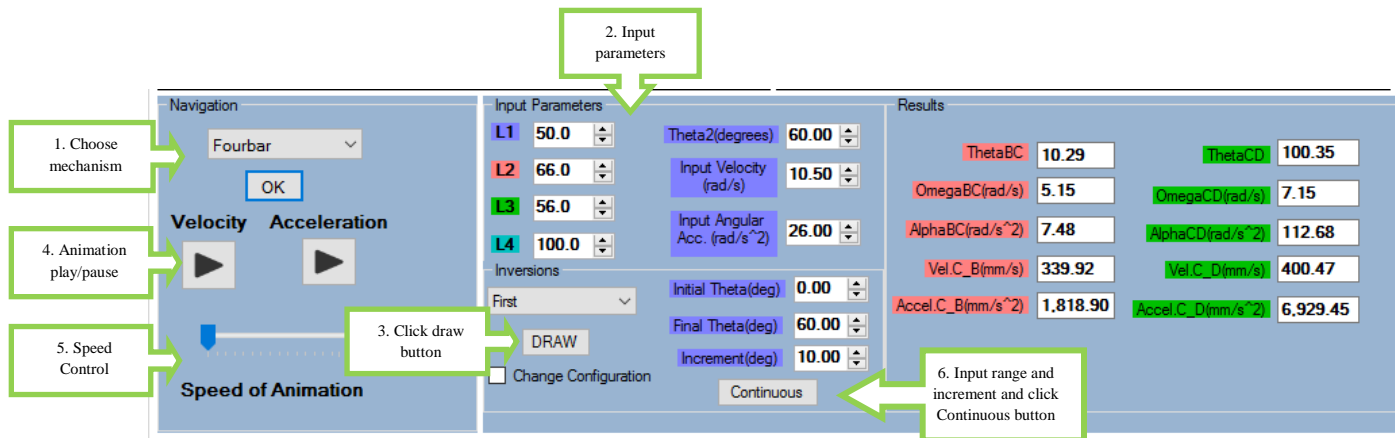 2. Input
parameters
1. Choose
mechanism
4. Animation
play/pause
5. Speed
Control
Navigation
Fourbar
OK
Velocity
Acceleration
Speed of Animation
Input Parameters
L1 50.0
L2 66.0
L3 56.0
L4 100.0
Theta2(degrees) 60.00
Input Velocity
(rad/s)
10.50
Input Angular
Acc. (rad/s^2)
26.00
Inversions
First
3. Click draw
button
DRAW
Change Configuration
Initial Theta(deg) 0.00
Final Theta(deg) 60.00
Increment(deg) 10.00
Continuous
6. Input range and
increment and click
Continuous button
Results
ThetaBC 10.29
OmegaBC(rad/s) 5.15
AlphaBC(rad/s^2) 7.48
Vel.C_B(mm/s) 339.92
Accel.C_B(mm/s^2) 1,818.90
ThetaCD 100.35
OmegaCD(rad/s) 7.15
AlphaCD(rad/s^2) 112.68
Vel.C_D(mm/s) 400.47
Accel.C_D(mm/s^2) 6,929.45